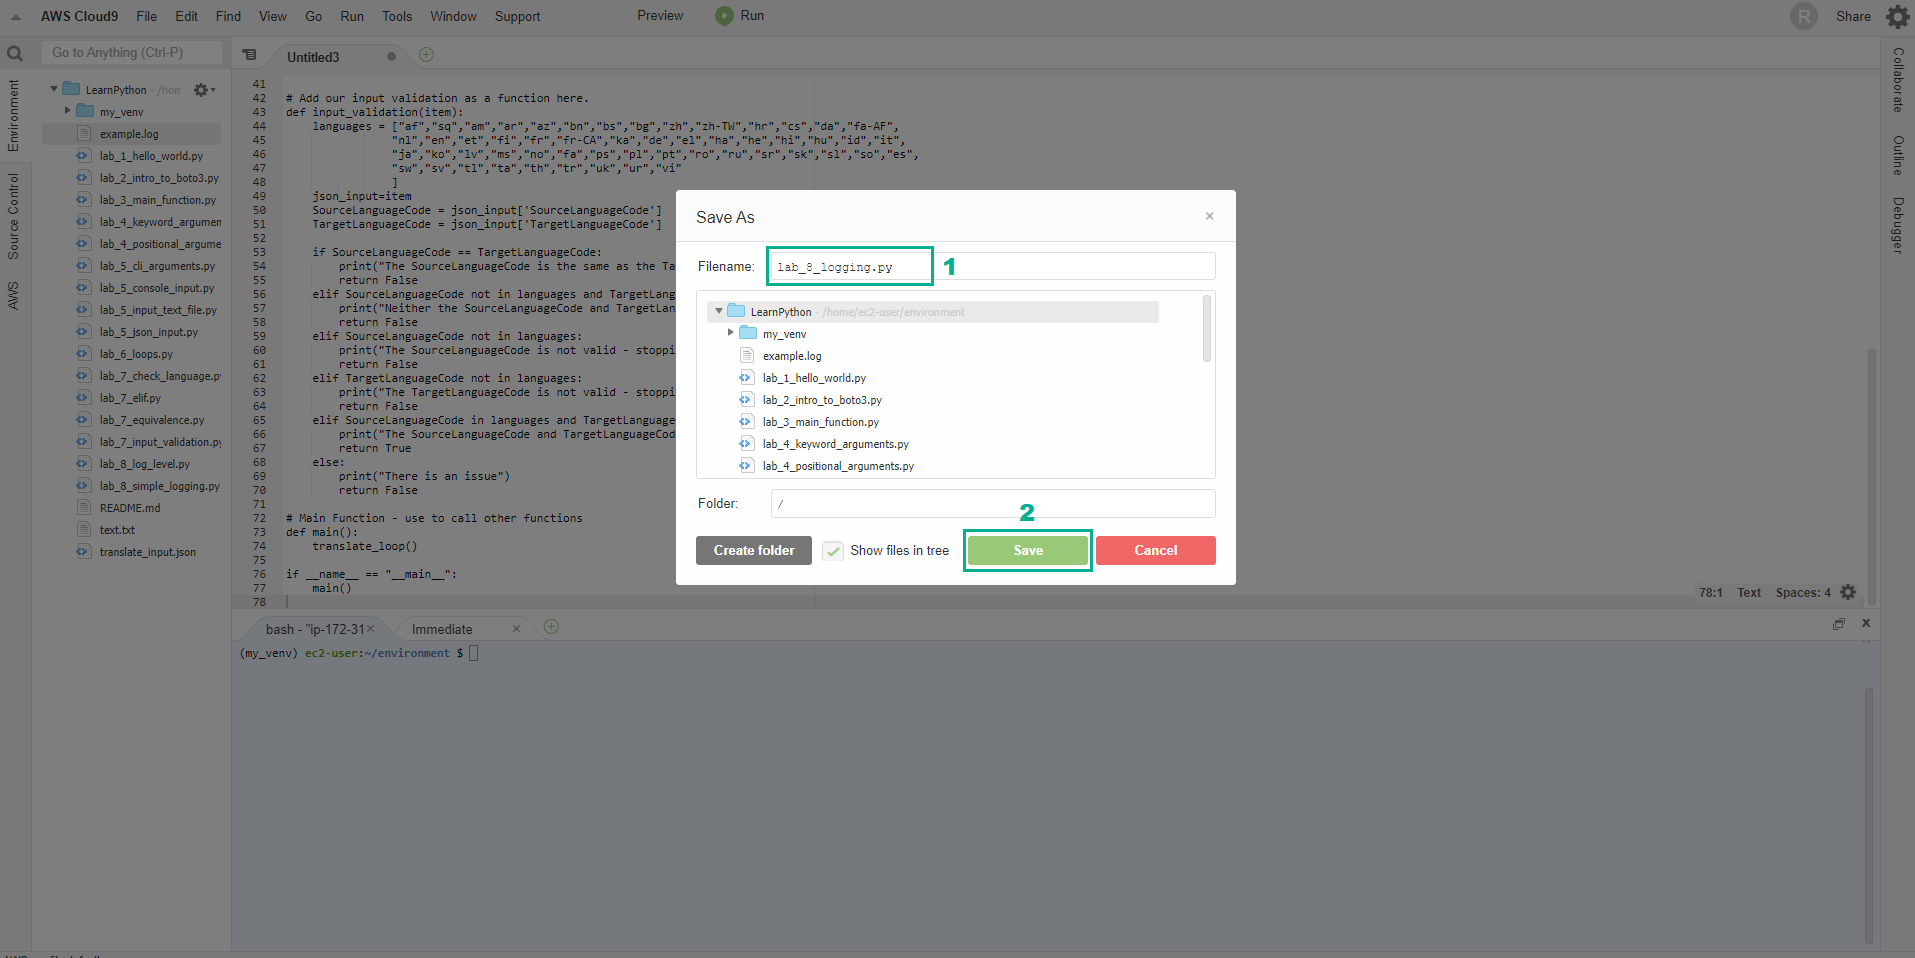 AWS Cloud9 File Edit Find View Go Run Tools Window Support Preview Run R Share
Go to Anything (Ctrl-P)
Environment
Source Control
AWS
LearnPython - /hom
my_venv
example.log
lab_1_hello_world.py
lab_2_intro_to_boto3.py
lab_3_main_function.py
lab_4_keyword_argumen
lab_4_positional_argume
lab_5_cli_arguments.py
lab_5_console_input.py
lab_5_input_text_file.py
lab_5_json_input.py
lab_6_loops.py
lab_7_check_language.py
lab_7_elif.py
lab_7_equivalence.py
lab_7_input_validation.py
lab_8_log_level.py
lab_8_simple_logging.py
README.md
text.txt
translate_input.json
Untitled3
41
42 # Add our input validation as a function here.
43 def input_validation(item):
44 languages = ["af","sq","am","ar","az","bn","bs","bg","zh","zh-TW","hr","cs","da","fa-AF",
45 "nl","en","et","fi","fr","fr-CA","ka","de","el","ha","he","hi","hu","id","it",
46 "ja","ko","lv","ms","no","fa","ps","pl","pt","ro","ru","sr","sk","sl","so","es",
47 "sw","sv","tl","ta","th","tr","uk","ur","vi"
48 ]
49 json_input=item
50 SourceLanguageCode = json_input['SourceLanguageCode']
51 TargetLanguageCode = json_input['TargetLanguageCode']
52
53 if SourceLanguageCode == TargetLanguageCode:
54 print("The SourceLanguageCode is the same as the Ta
55 return False
56 elif SourceLanguageCode not in languages and TargetLang
57 print("Neither the SourceLanguageCode and TargetLan
58 return False
59 elif SourceLanguageCode not in languages:
60 print("The SourceLanguageCode is not valid - stoppi
61 return False
62 elif TargetLanguageCode not in languages:
63 print("The TargetLanguageCode is not valid - stoppi
64 return False
65 elif SourceLanguageCode in languages and TargetLanguage
66 print("The SourceLanguageCode and TargetLanguageCod
67 return True
68 else:
69 print("There is an issue")
70 return False
71
72 # Main Function - use to call other functions
73 def main():
74 translate_loop()
75
76 if __name__ == "__main__":
77 main()
78
78:1 Text Spaces: 4
Save As
Filename: lab_8_logging.py 1
LearnPython - /home/ec2-user/environment
my_venv
example.log
lab_1_hello_world.py
lab_2_intro_to_boto3.py
lab_3_main_function.py
lab_4_keyword_arguments.py
lab_4_positional_arguments.py
Folder: /
2
Create folder Show files in tree Save Cancel
bash - "ip-172-31 Immediate
(my_venv) ec2-user:~/environment $
Collaborate
Outline
Debugger